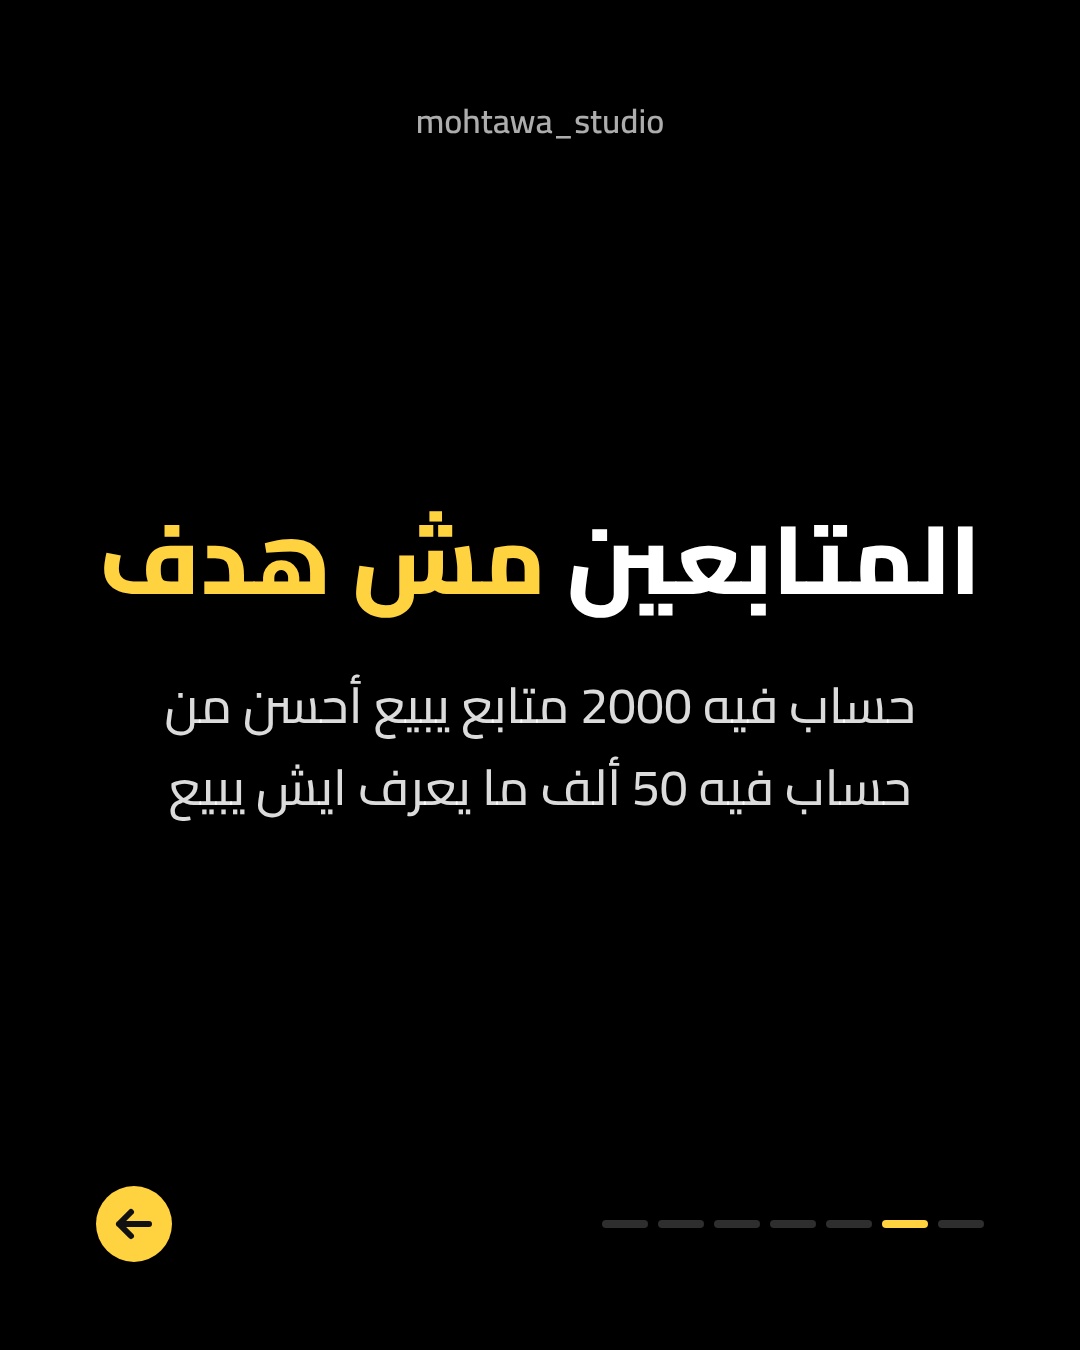 mohtawa_studio
المتابعين مش هدف
حساب فيه 2000 متابع يبيع أحسن من
حساب فيه 50 ألف ما يعرف ايش يبيع